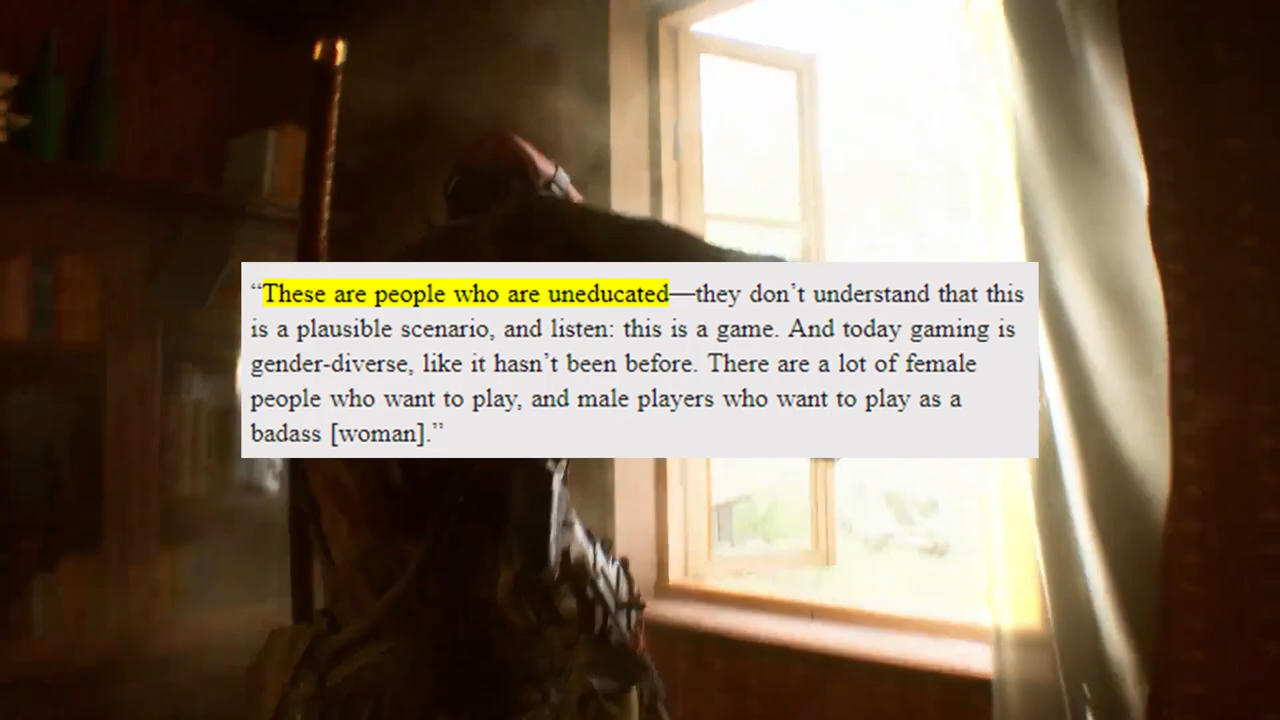 “These are people who are uneducated—they don’t understand that this
is a plausible scenario, and listen: this is a game. And today gaming is
gender-diverse, like it hasn’t been before. There are a lot of female
people who want to play, and male players who want to play as a
badass [woman].”